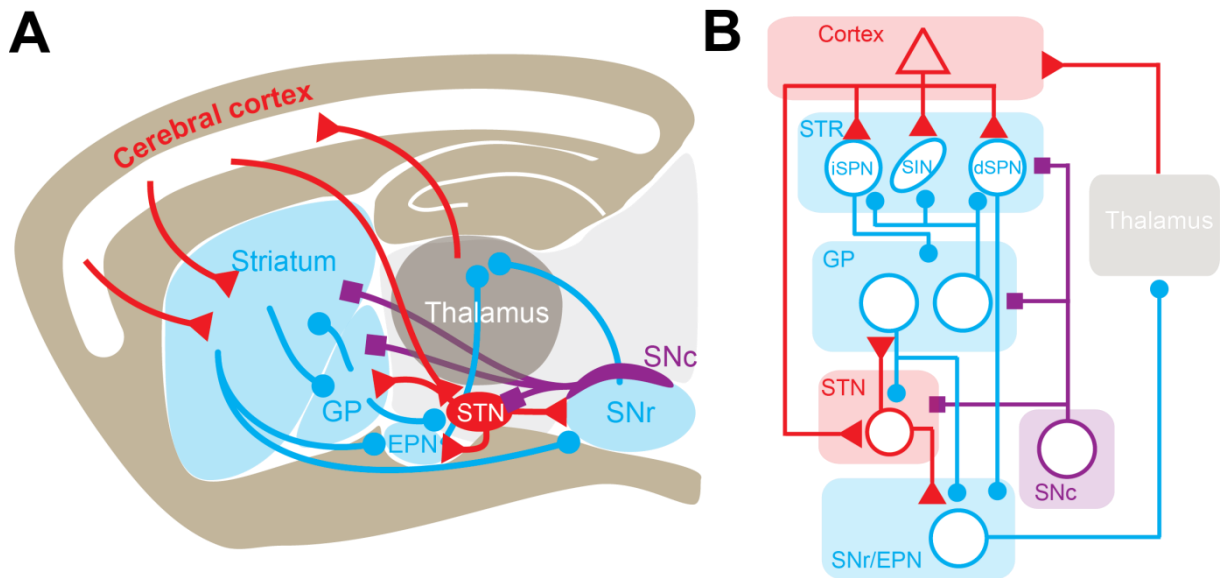 A
Cerebral cortex
Striatum
Thalamus
GP
EPN
STN
SNc
SNr
B
Cortex
STR
iSPN
SIN
dSPN
Thalamus
GP
STN
SNc
SNr/EPN